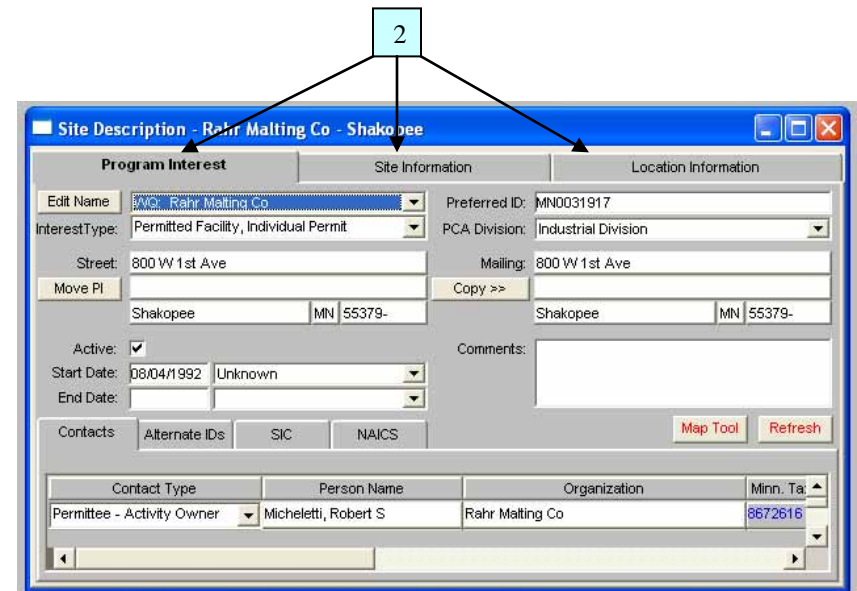 2
Site Description - Rahr Malting Co - Shakopee
Program Interest Site Information Location Information
Edit Name WQ: Rahr Malting Co Preferred ID: MN0031917
InterestType: Permitted Facility, Individual Permit PCA Division: Industrial Division
Street: 800 W 1st Ave Mailing: 800 W 1st Ave
Move PI Copy >>
Shakopee MN 55379- Shakopee MN 55379-
Active: Comments:
Start Date: 08/04/1992 Unknown
End Date:
Contacts Alternate IDs SIC NAICS Map Tool Refresh
Contact Type Person Name Organization Minn. Ta
Permittee - Activity Owner Micheletti, Robert S Rahr Malting Co 8672616